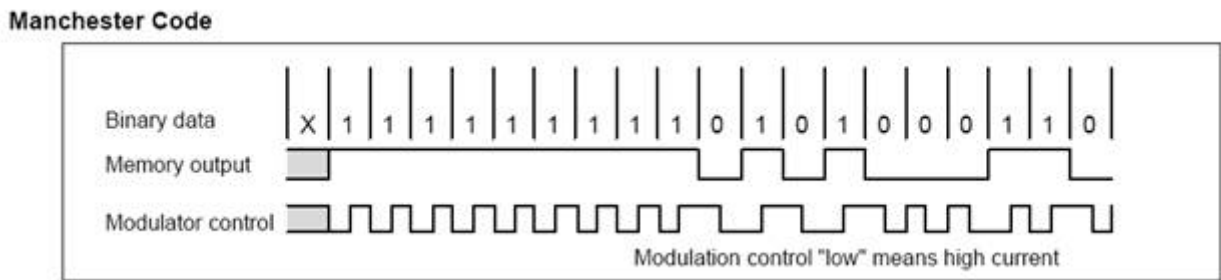 Manchester Code
Binary data X 1 1 1 1 1 1 1 1 1 0 1 0 1 0 0 0 1 1 0
Memory output
Modulator control
Modulation control "low" means high current